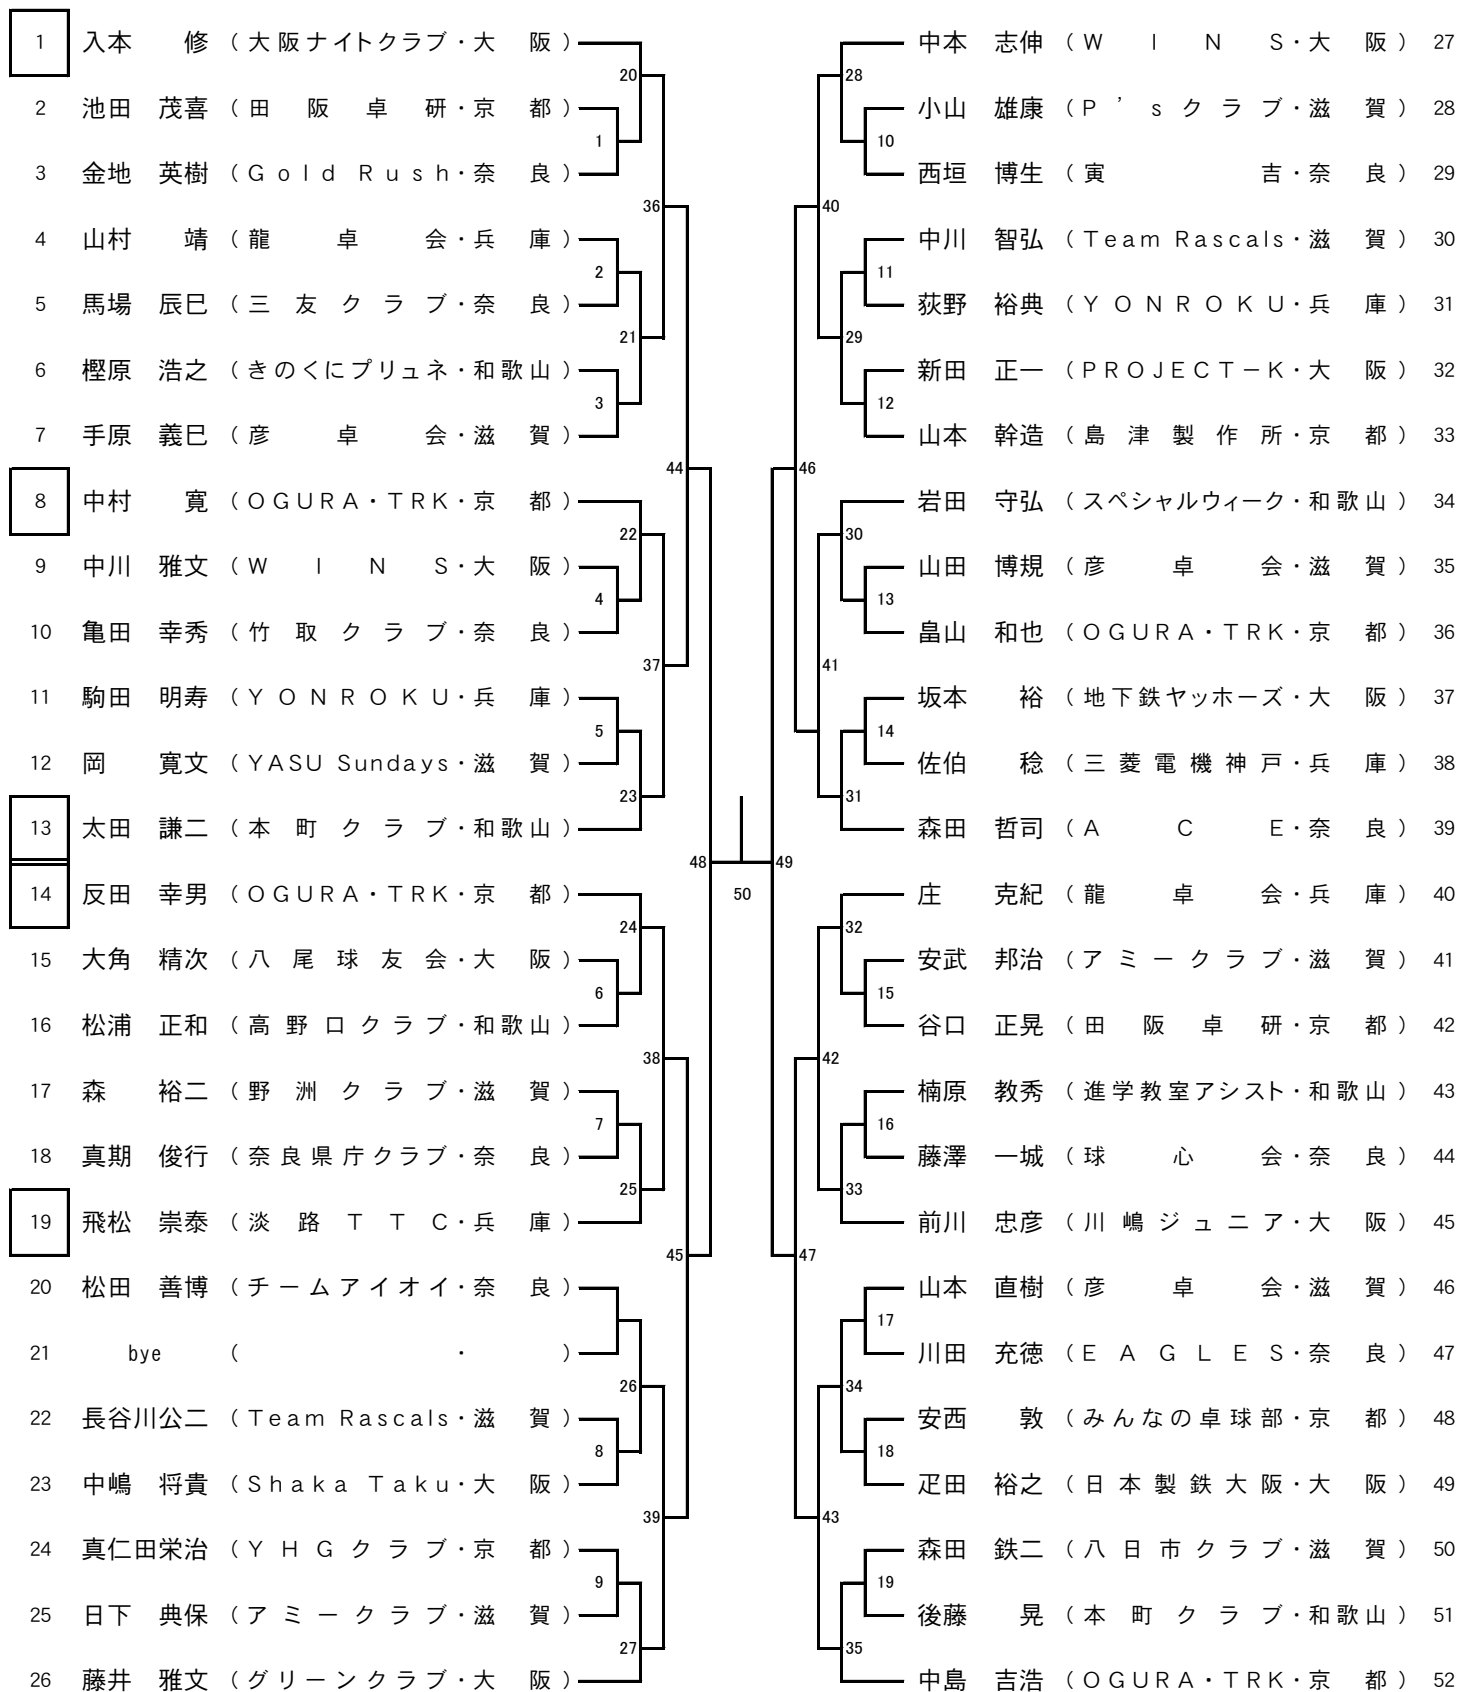 1 入本 修 (大阪ナイトクラブ・大 阪)
20
2 池田 茂喜 (田 阪 卓 研・京 都)
1
3 金地 英樹 (Gold Rush・奈 良)
36
4 山村 靖 (龍 卓 会・兵 庫)
2
5 馬場 辰巳 (三 友 ク ラ ブ・奈 良)
21
6 樫原 浩之 (きのくにプリュネ・和歌山)
3
7 手原 義巳 (彦 卓 会・滋 賀)
44
8 中村 寛 (OGURA・TRK・京 都)
22
9 中川 雅文 (W I N S・大 阪)
4
10 亀田 幸秀 (竹 取 ク ラ ブ・奈 良)
37
11 駒田 明寿 (YONROKU・兵 庫)
5
12 岡 寛文 (YASU Sundays・滋 賀)
23
13 太田 謙二 (本 町 ク ラ ブ・和歌山)
48
14 反田 幸男 (OGURA・TRK・京 都)
24
15 大角 精次 (八 尾 球 友 会・大 阪)
6
16 松浦 正和 (高野口クラブ・和歌山)
38
17 森 裕二 (野 洲 ク ラ ブ・滋 賀)
7
18 真期 俊行 (奈良県庁クラブ・奈 良)
25
19 飛松 崇泰 (淡 路 T T C・兵 庫)
45
20 松田 善博 (チームアイオイ・奈 良)
21 bye ( ・ )
26
22 長谷川公二 (Team Rascals・滋 賀)
8
23 中嶋 将貴 (Shaka Taku・大 阪)
39
24 真仁田栄治 (YHGクラブ・京 都)
9
25 日下 典保 (アミークラブ・滋 賀)
27
26 藤井 雅文 (グリーンクラブ・大 阪)
50
中本 志伸 (W I N S・大 阪) 27
28
小山 雄康 (P'sクラブ・滋 賀) 28
10
西垣 博生 (寅 吉・奈 良) 29
40
中川 智弘 (Team Rascals・滋 賀) 30
11
荻野 裕典 (YONROKU・兵 庫) 31
29
新田 正一 (PROJECT-K・大 阪) 32
12
山本 幹造 (島 津 製 作 所・京 都) 33
46
岩田 守弘 (スペシャルウィーク・和歌山) 34
30
山田 博規 (彦 卓 会・滋 賀) 35
13
畠山 和也 (OGURA・TRK・京 都) 36
41
坂本 裕 (地下鉄ヤッホーズ・大 阪) 37
14
佐伯 稔 (三菱電機神戸・兵 庫) 38
31
森田 哲司 (A C E・奈 良) 39
49
庄 克紀 (龍 卓 会・兵 庫) 40
32
安武 邦治 (アミークラブ・滋 賀) 41
15
谷口 正晃 (田 阪 卓 研・京 都) 42
42
楠原 教秀 (進学教室アシスト・和歌山) 43
16
藤澤 一城 (球 心 会・奈 良) 44
33
前川 忠彦 (川嶋ジュニア・大 阪) 45
47
山本 直樹 (彦 卓 会・滋 賀) 46
17
川田 充徳 (E A G L E S・奈 良) 47
34
安西 敦 (みんなの卓球部・京 都) 48
18
疋田 裕之 (日本製鉄大阪・大 阪) 49
43
森田 鉄二 (八日市クラブ・滋 賀) 50
19
後藤 晃 (本 町 ク ラ ブ・和歌山) 51
35
中島 吉浩 (OGURA・TRK・京 都) 52